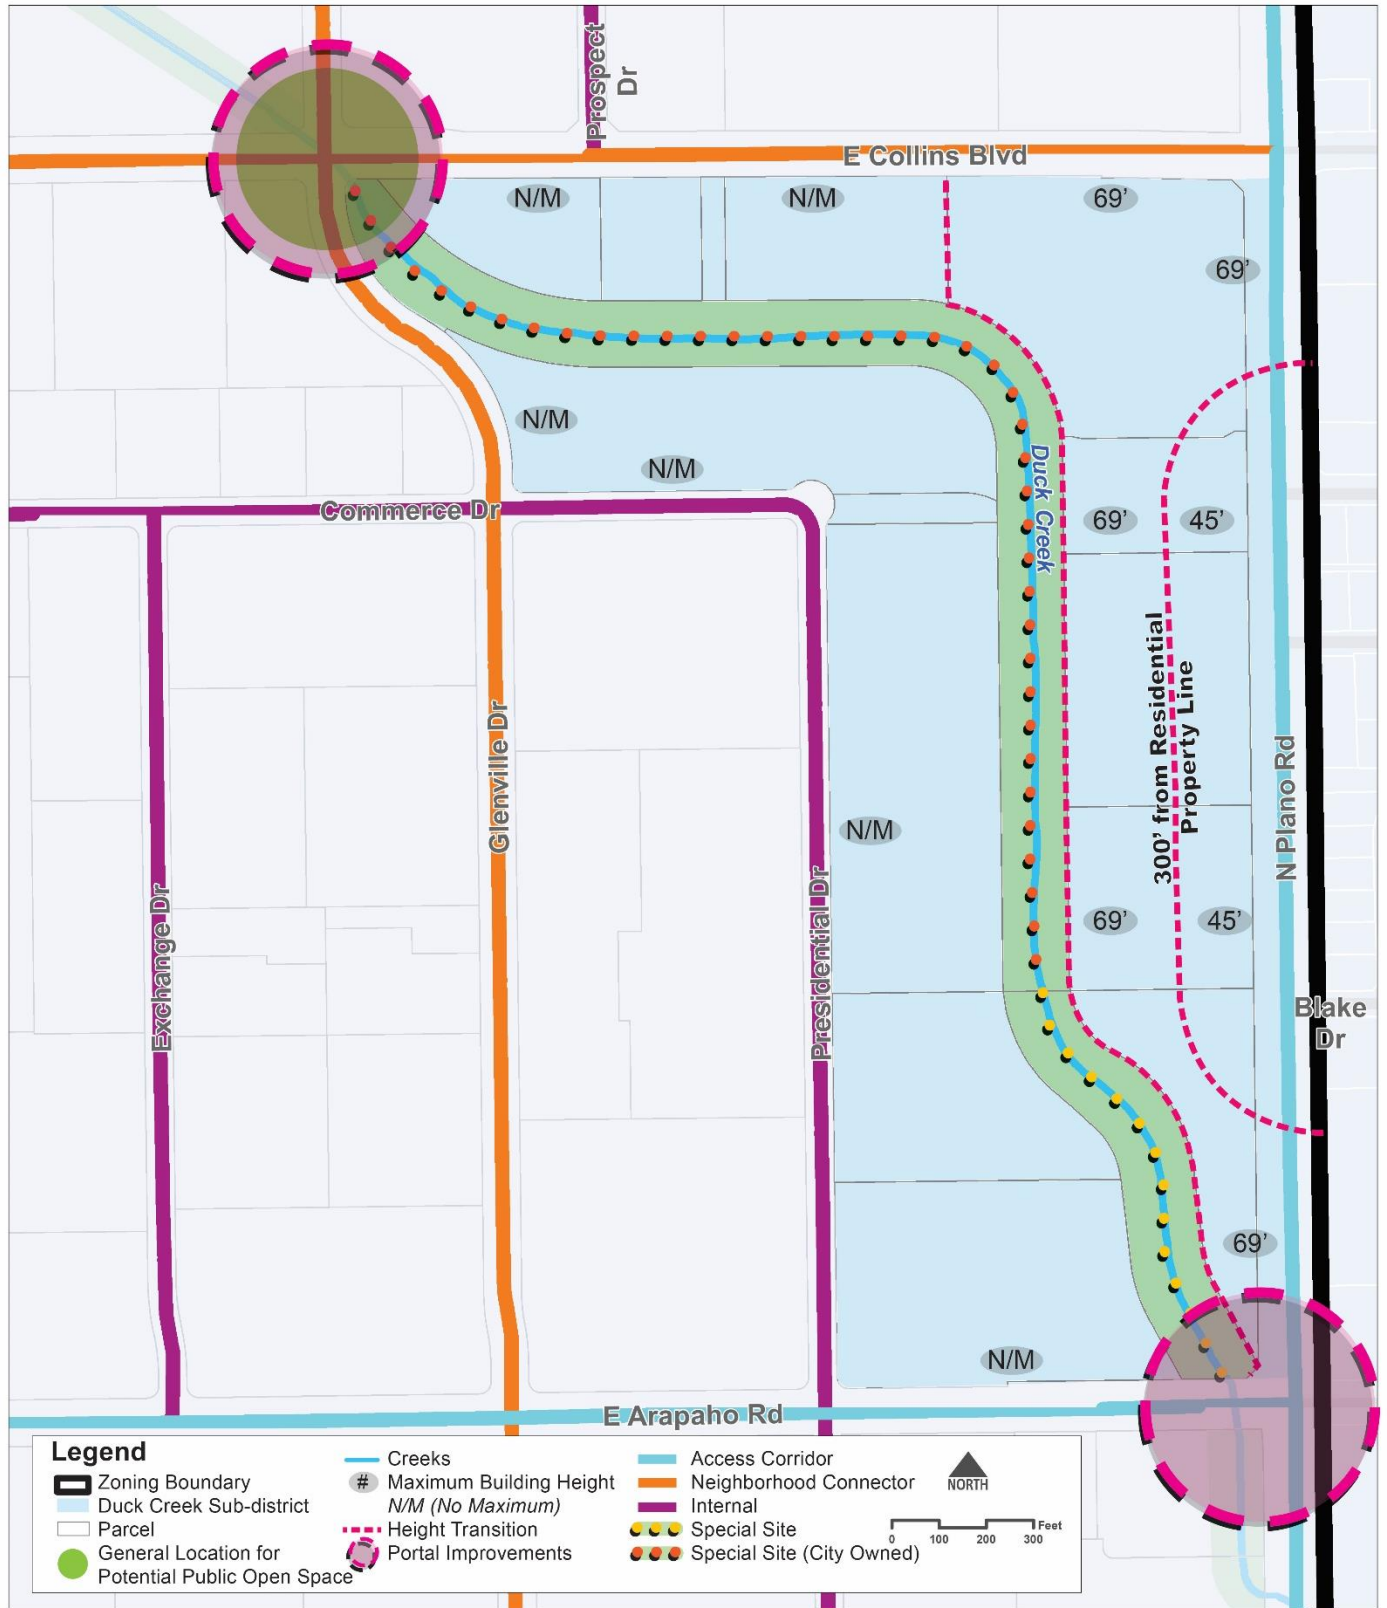 Prospect
Dr
E Collins Blvd
N/M
N/M
69'
69'
N/M
N/M
Duck Creek
Commerce Dr
69'
45'
300' from Residential
Property Line
Glenville Dr
N Plano Rd
N/M
Exchange Dr
Presidential Dr
69'
45'
Blake
Dr
69'
N/M
E Arapaho Rd
Legend
Zoning Boundary
Duck Creek Sub-district
Parcel
General Location for
Potential Public Open Space
Creeks
# Maximum Building Height
N/M (No Maximum)
Height Transition
Portal Improvements
Access Corridor
Neighborhood Connector
Internal
Special Site
Special Site (City Owned)
NORTH
0 100 200 300 Feet